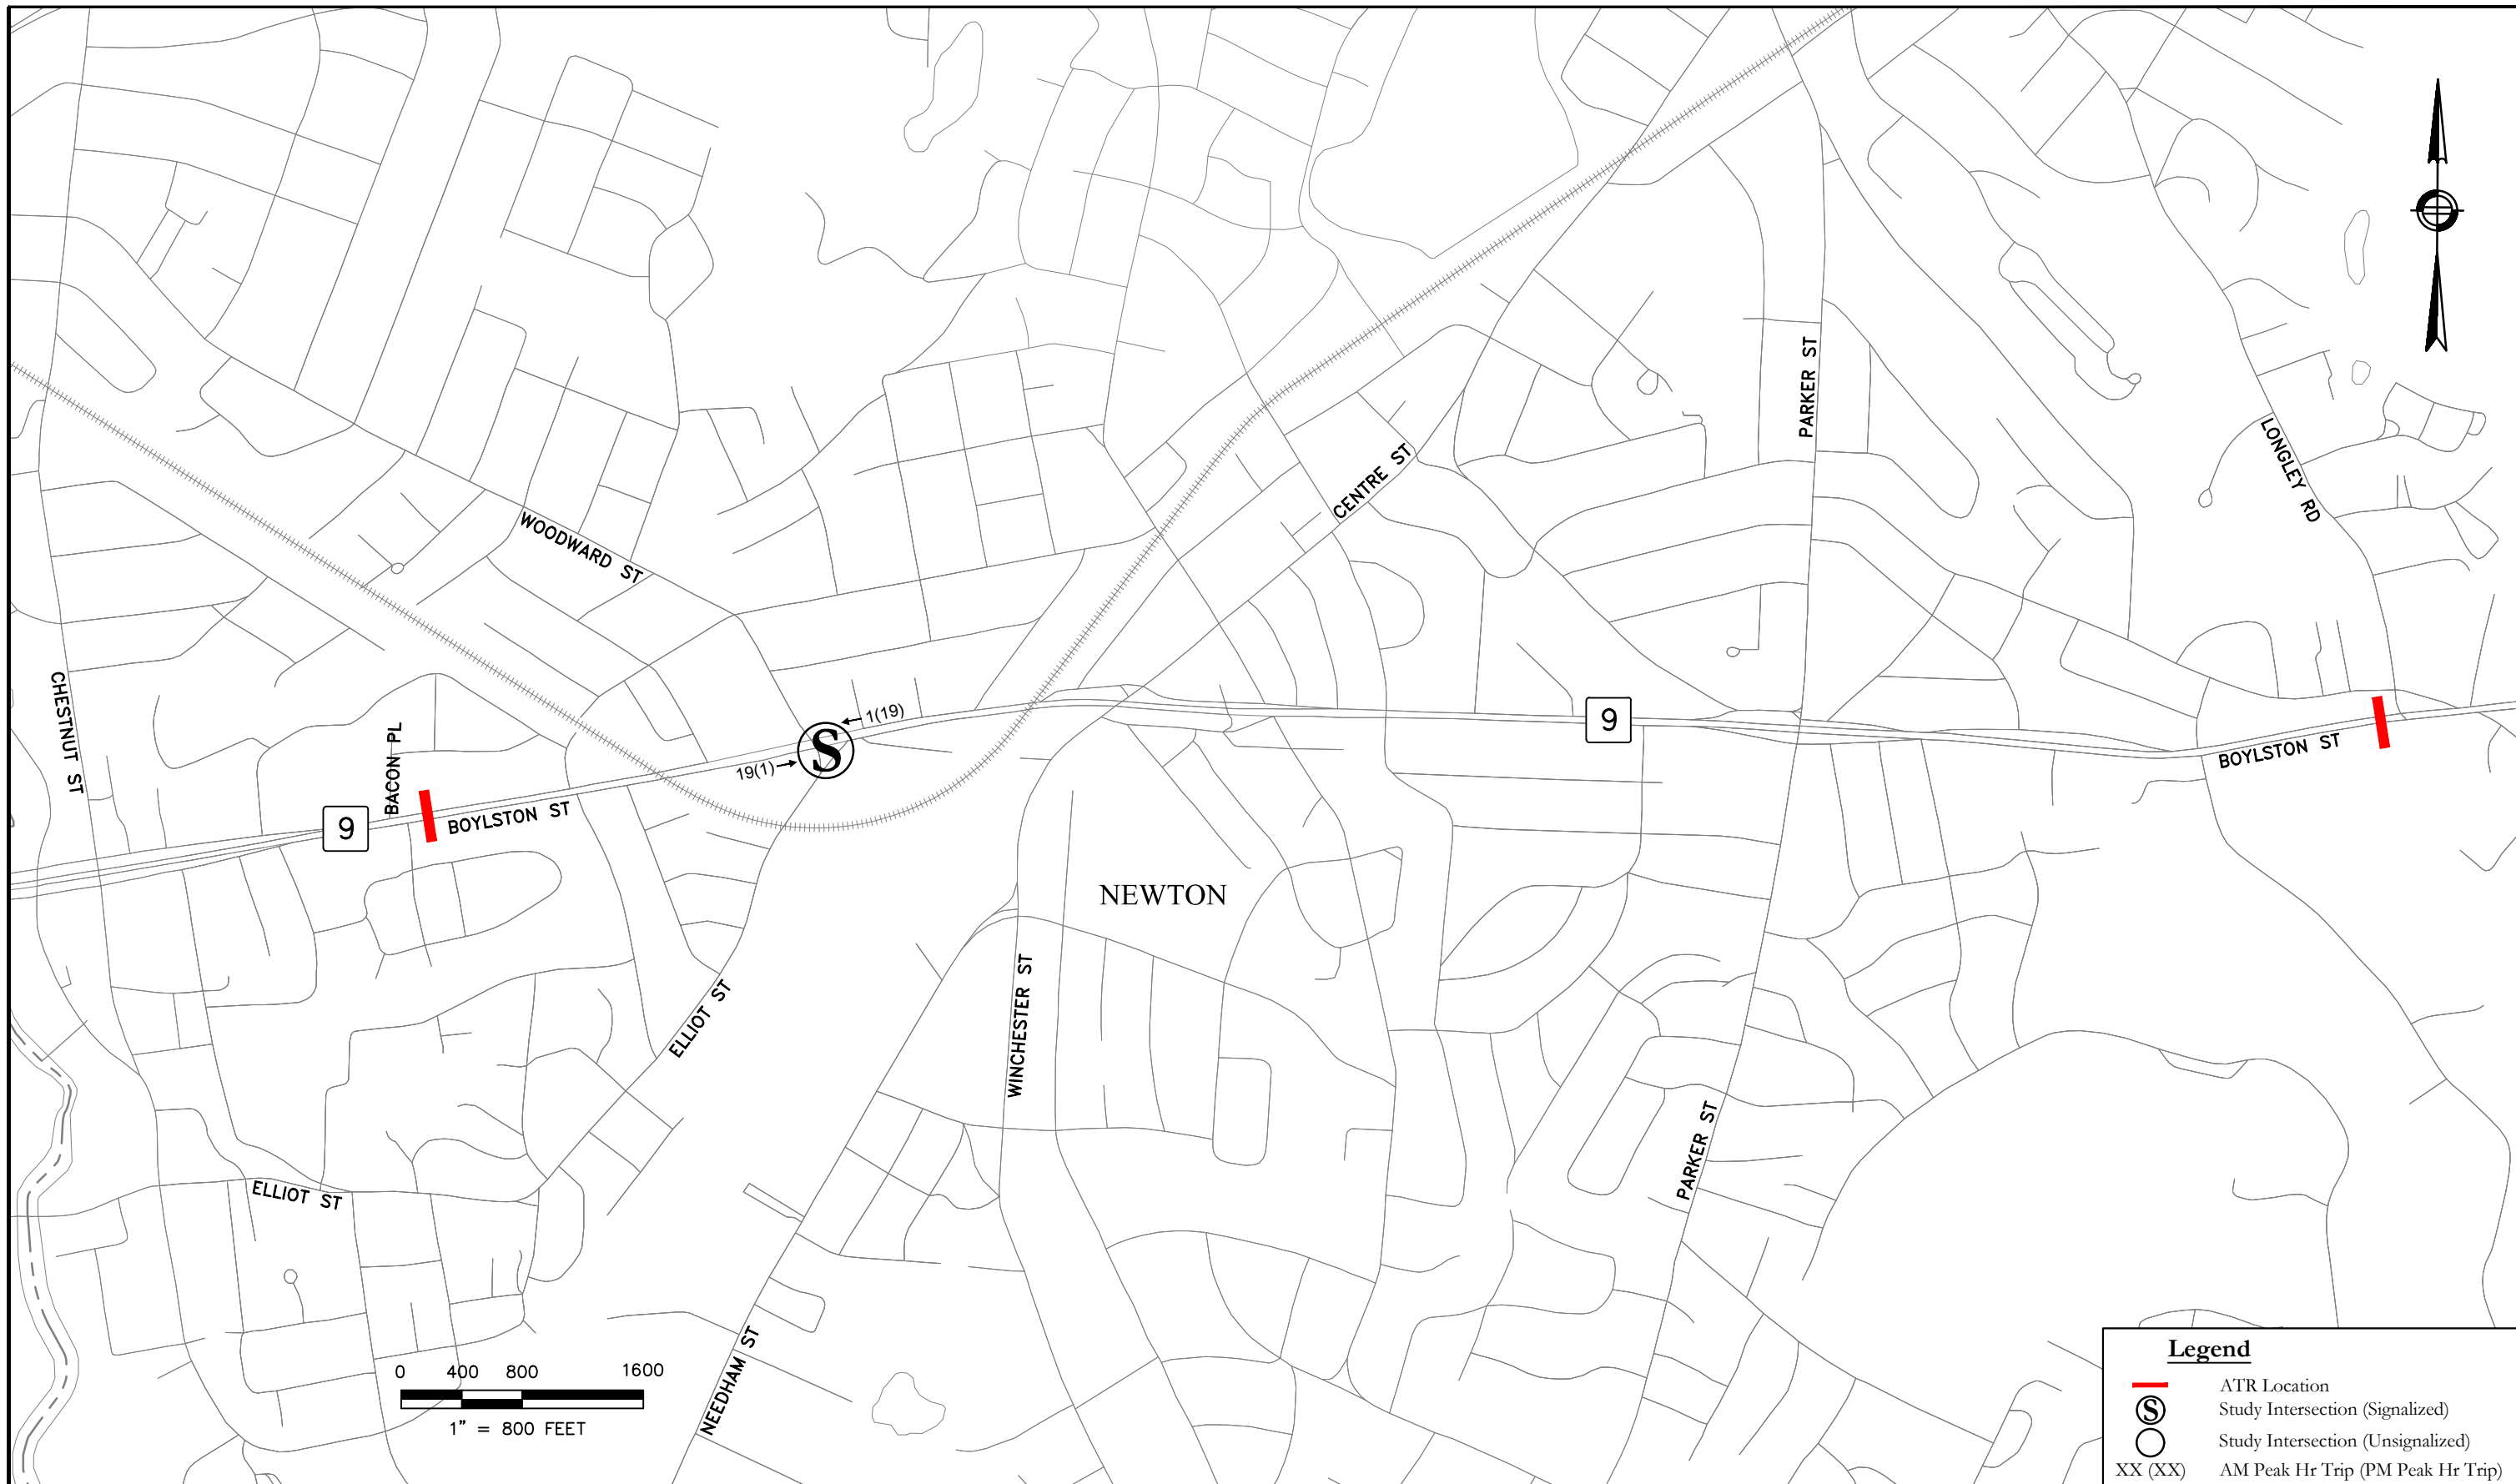 PARKER ST
LONGLEY RD
CENTRE ST
WOODWARD ST
CHESTNUT ST
BACON PL
1(19)
S
19(1)
9
BOYLSTON ST
9
BOYLSTON ST
NEWTON
WINCHESTER ST
ELLIOT ST
PARKER ST
ELLIOT ST
NEEDHAM ST
0 400 800 1600
1" = 800 FEET
Legend
ATR Location
S Study Intersection (Signalized)
Study Intersection (Unsignalized)
XX (XX) AM Peak Hr Trip (PM Peak Hr Trip)